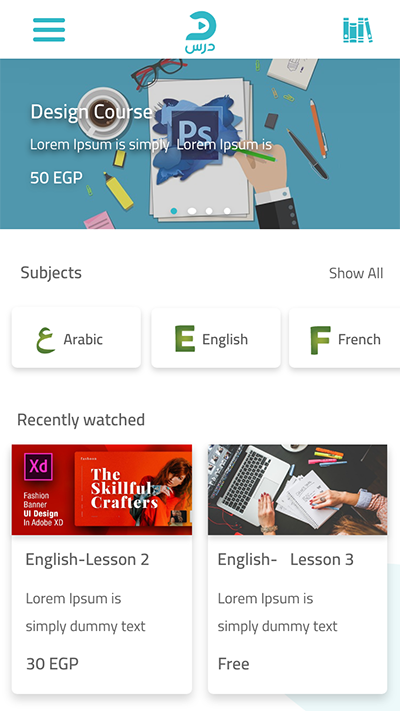 درس
Design Course
Lorem Ipsum is simply Lorem Ipsum is
Ps
50 EGP
Subjects
Show All
ع
Arabic
E
English
F
French
Recently watched
Xd
Fashion
Banner
UI Design
In Adobe XD
The
Skillful
Crafters
English-Lesson 2
Lorem Ipsum is
simply dummy text
30 EGP
English- Lesson 3
Lorem Ipsum is
simply dummy text
Free